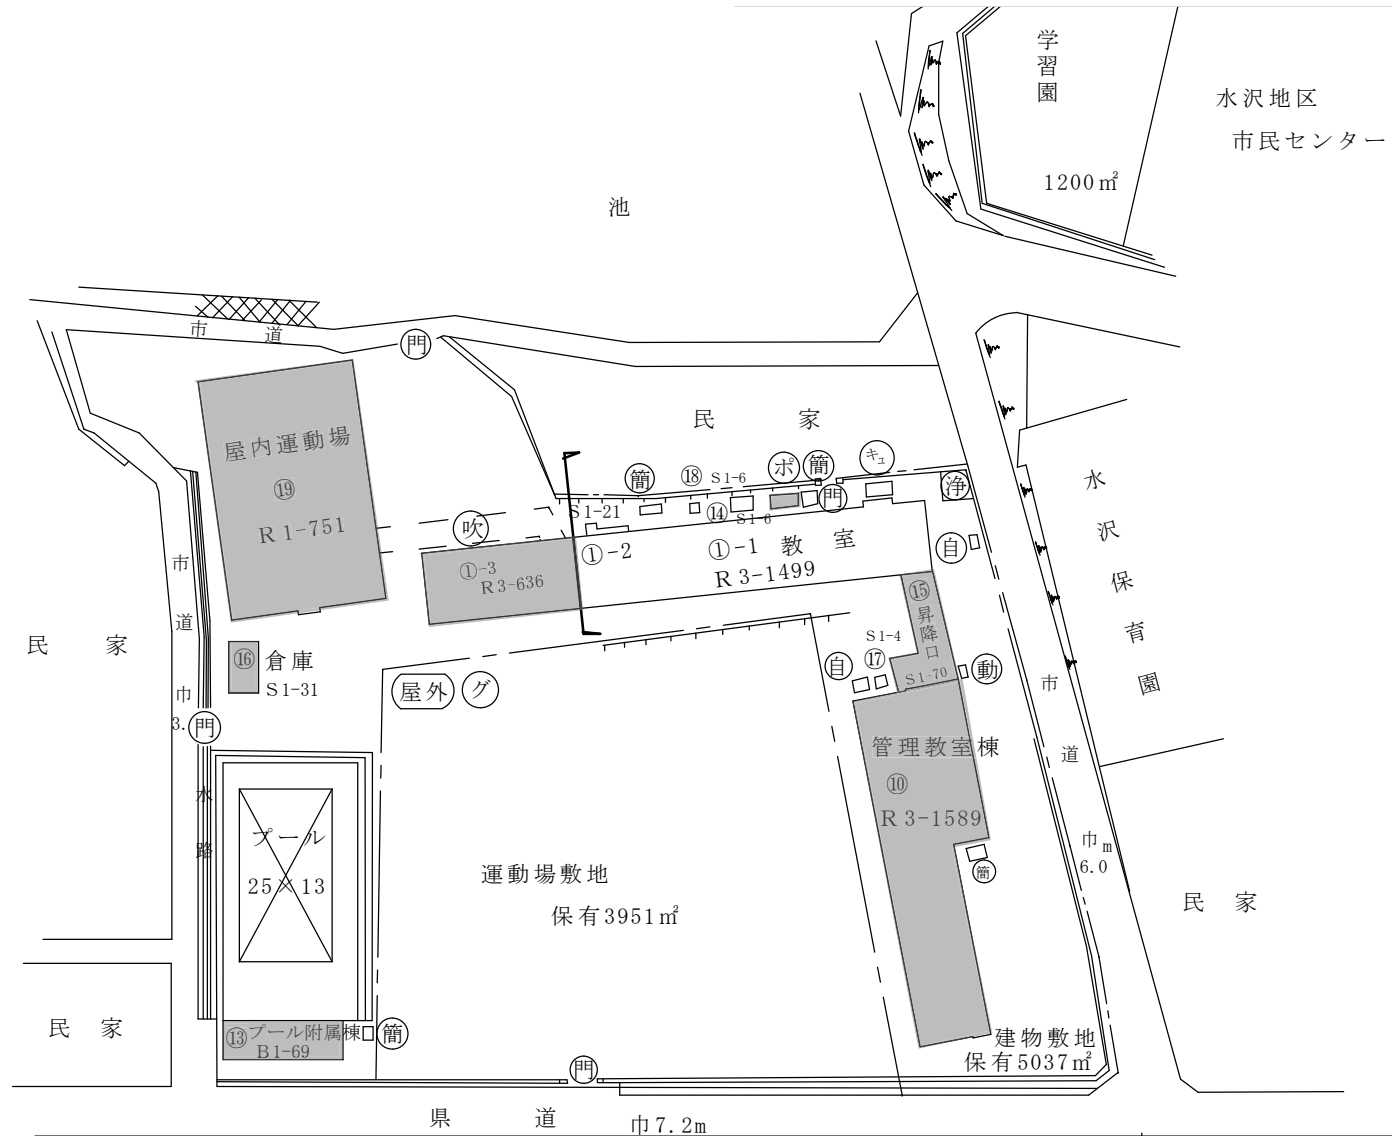 学習園
水沢地区
市民センター
1200㎡
池
市道
門
民家
屋内運動場
⑲
R1-751
簡
⑱ S1-6
ポ
簡
キュ
門
浄
吹
S1-21
⑭ S1-6
①-2
①-1 教室
R3-1499
自
①-3
R3-636
水沢保育園
⑮
昇降口
S1-70
市道
民家
⑯ 倉庫
S1-31
S1-4
自
⑰
動
屋外
グ
市道
巾
3.
門
管理教室棟
⑩
R3-1589
水路
プール
25×13
簡
巾m
6.0
運動場敷地
保有3951㎡
民家
民家
⑬ プール附属棟
B1-69
簡
建物敷地
保有5037㎡
門
県道
巾7.2m